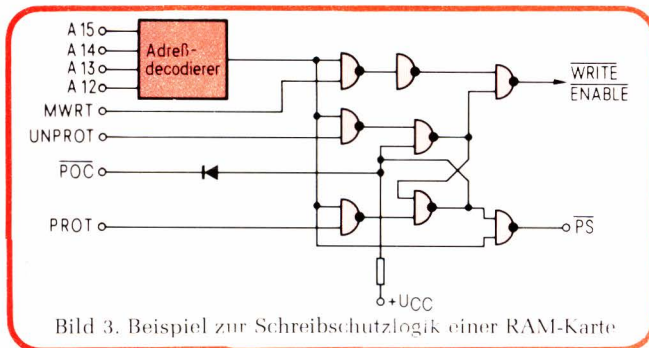 A 15
A 14
A 13
A 12
Adreß-
decodierer
MWRT
UNPROT
POC
PROT
WRITE
ENABLE
PS
+UCC
Bild 3. Beispiel zur Schreibschutzlogik einer RAM-Karte